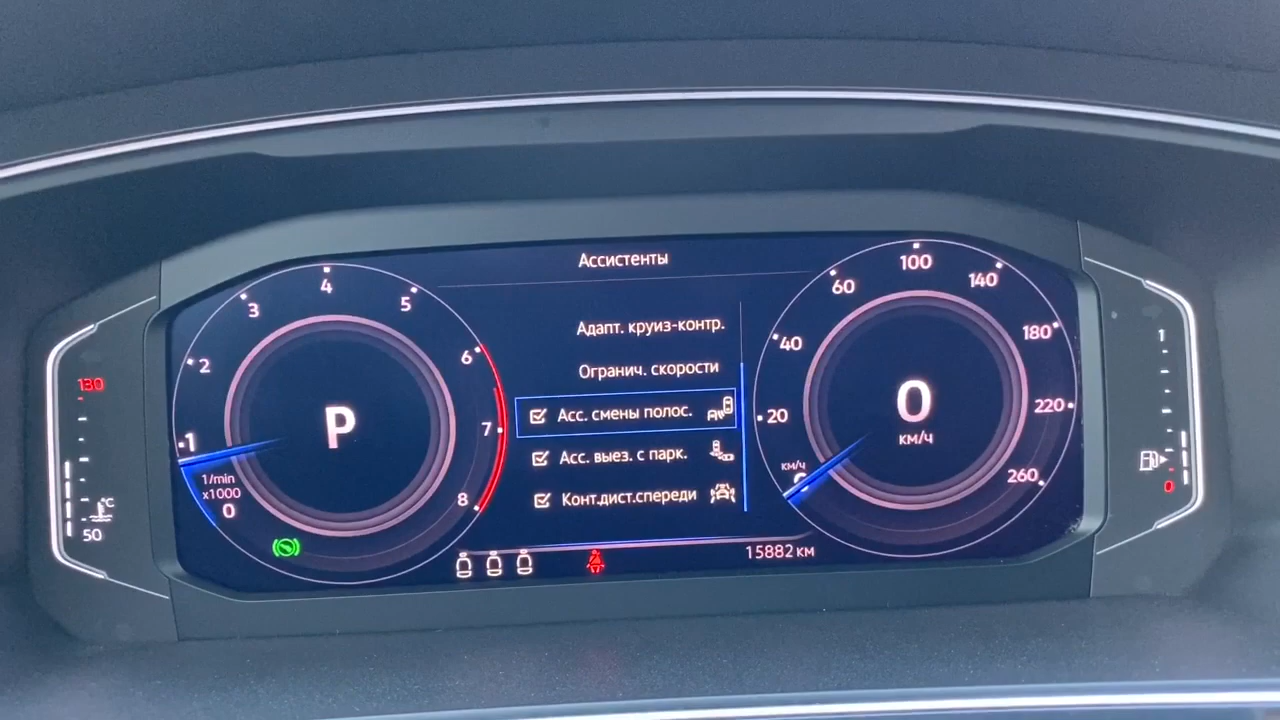 Ассистенты
Адапт. круиз-контр.
Огранич. скорости
Асс. смены полос.
Асс. выез. с парк.
Конт.дист.спереди
15882 км
P
0
1
2
3
4
5
6
7
8
1/min
x1000
0
км/ч
км/ч
20
40
60
100
140
180
220
260
130
°C
50
1
0